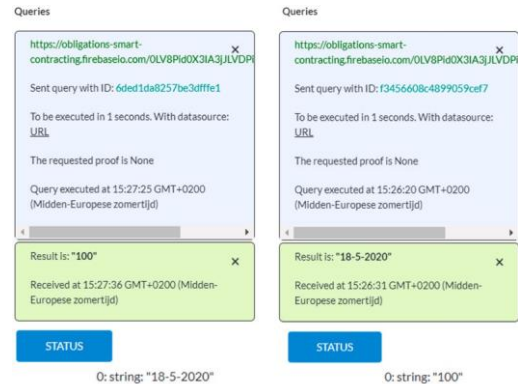 Queries
https://obligations-smart-
contracting.firebaseio.com/0LV8Pid0X3IA3jJLVDPi
Sent query with ID: 6ded1da8257be3dfffe1
To be executed in 1 seconds. With datasource:
URL
The requested proof is None
Query executed at 15:27:25 GMT+0200
(Midden-Europese zomertijd)
Result is: "100"
Received at 15:27:36 GMT+0200 (Midden-
Europese zomertijd)
STATUS
0: string: "18-5-2020"
Queries
https://obligations-smart-
contracting.firebaseio.com/0LV8Pid0X3IA3jJLVDPi
Sent query with ID: f3456608c4899059cef7
To be executed in 1 seconds. With datasource:
URL
The requested proof is None
Query executed at 15:26:20 GMT+0200
(Midden-Europese zomertijd)
Result is: "18-5-2020"
Received at 15:26:31 GMT+0200 (Midden-
Europese zomertijd)
STATUS
0: string: "100"